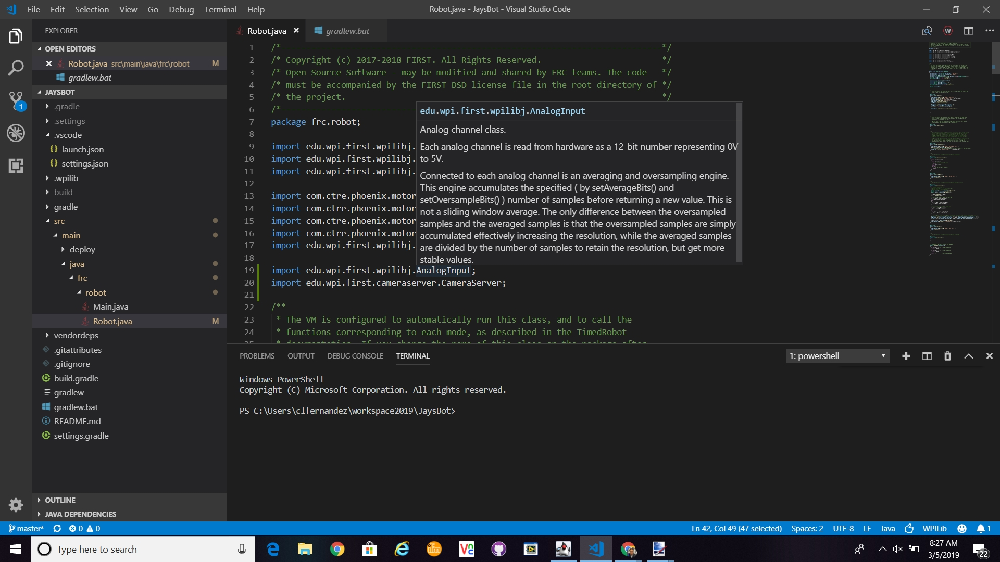 File Edit Selection View Go Debug Terminal Help
Robot.java - JaysBot - Visual Studio Code
EXPLORER
OPEN EDITORS
Robot.java src\main\java\frc\robot M
gradlew.bat
JAYSBOT
.gradle
.settings
.vscode
launch.json
settings.json
.wpilib
build
gradle
src
main
deploy
java
frc
robot
Main.java
Robot.java M
vendordeps
.gitattributes
.gitignore
build.gradle
gradlew
gradlew.bat
README.md
settings.gradle
OUTLINE
JAVA DEPENDENCIES
1
Robot.java
gradlew.bat
1 /*----------------------------------------------------------------------------*/
2 /* Copyright (c) 2017-2018 FIRST. All Rights Reserved. */
3 /* Open Source Software - may be modified and shared by FRC teams. The code */
4 /* must be accompanied by the FIRST BSD license file in the root directory of */
5 /* the project. */
6 /*---------------------------
7 package frc.robot;
8
9 import edu.wpi.first.wpilibj.
10 import edu.wpi.first.wpilibj.
11 import edu.wpi.first.wpilibj.
12
13 import com.ctre.phoenix.motor
14 import com.ctre.phoenix.motor
15 import com.ctre.phoenix.motor
16 import com.ctre.phoenix.motor
17 import edu.wpi.first.wpilibj.
18
19 import edu.wpi.first.wpilibj.AnalogInput;
20 import edu.wpi.first.cameraserver.CameraServer;
21
22 /**
23 * The VM is configured to automatically run this class, and to call the
24 * functions corresponding to each mode, as described in the TimedRobot
25 * documentation. If you change the name of this class or the package after
edu.wpi.first.wpilibj.AnalogInput
Analog channel class.
Each analog channel is read from hardware as a 12-bit number representing 0V
to 5V.
Connected to each analog channel is an averaging and oversampling engine.
This engine accumulates the specified ( by setAverageBits() and
setOversampleBits() ) number of samples before returning a new value. This is
not a sliding window average. The only difference between the oversampled
samples and the averaged samples is that the oversampled samples are simply
accumulated effectively increasing the resolution, while the averaged samples
are divided by the number of samples to retain the resolution, but get more
stable values.
PROBLEMS OUTPUT DEBUG CONSOLE TERMINAL
1: powershell
Windows PowerShell
Copyright (C) Microsoft Corporation. All rights reserved.
PS C:\Users\clfernandez\workspace2019\JaysBot>
master* 0 0
Ln 42, Col 49 (47 selected) Spaces: 2 UTF-8 LF Java WPILib 1
Type here to search
8:27 AM
3/5/2019
22